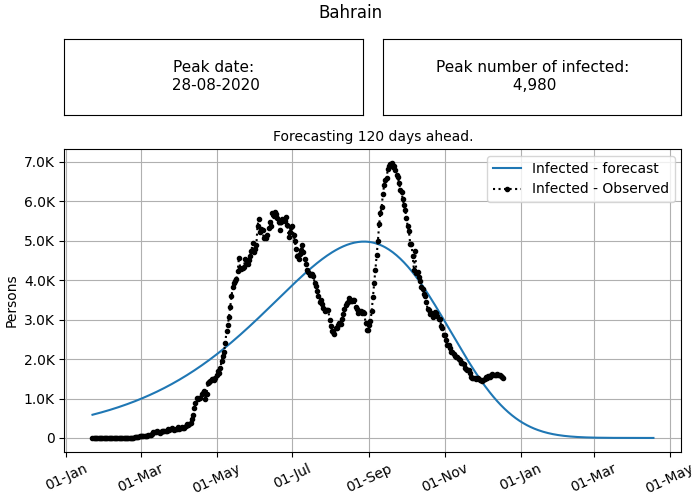 Bahrain
Peak date:
28-08-2020
Peak number of infected:
4,980
Forecasting 120 days ahead.
Infected - forecast
Infected - Observed
7.0K
6.0K
5.0K
4.0K
3.0K
2.0K
1.0K
0
Persons
01-Jan
01-Mar
01-May
01-Jul
01-Sep
01-Nov
01-Jan
01-Mar
01-May